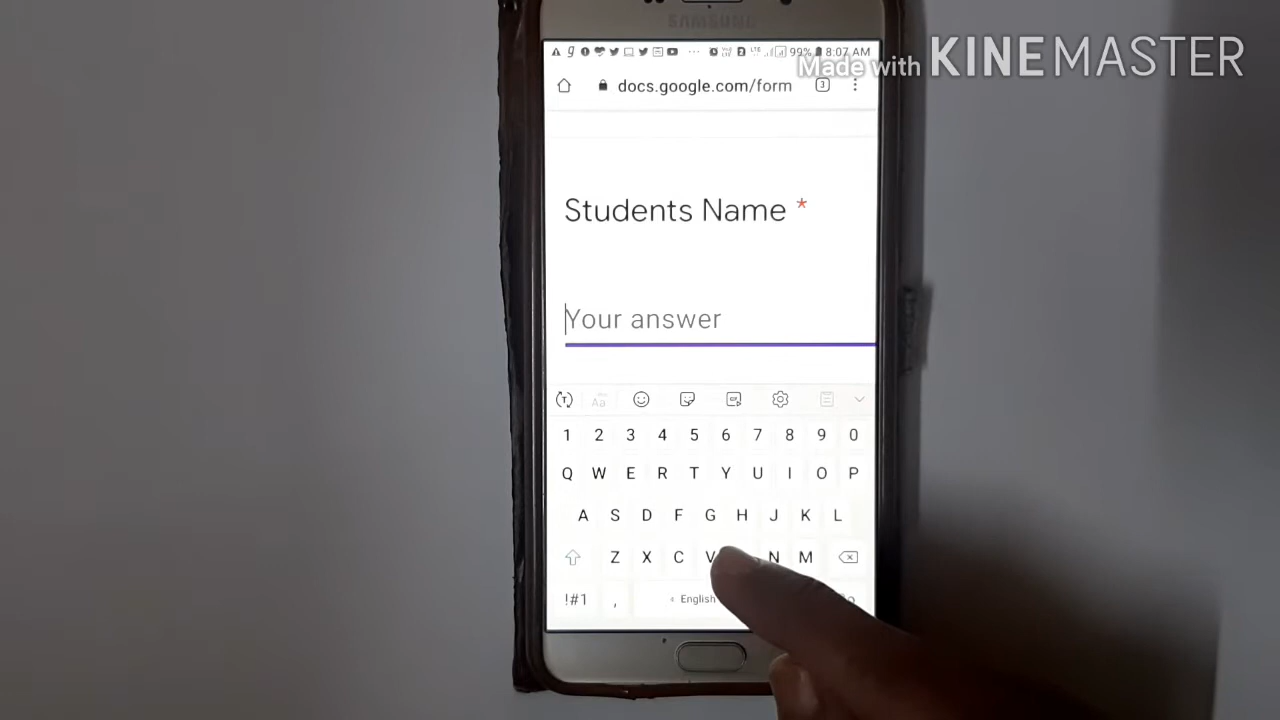 SAMSUNG
99% 8:07 AM
Made with KINEMASTER
docs.google.com/form
3
Students Name *
Your answer
1 2 3 4 5 6 7 8 9 0
Q W E R T Y U I O P
A S D F G H J K L
Z X C V N M
!#1 , English